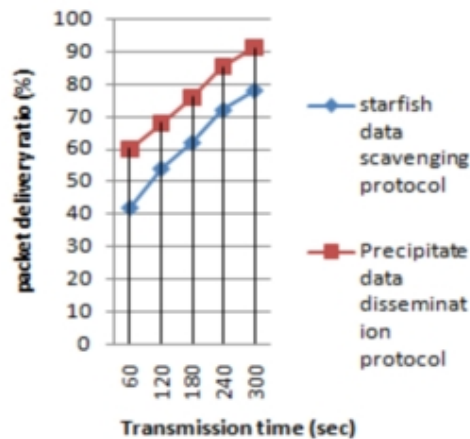 packet delivery ratio (%)
100
90
80
70
60
50
40
30
20
10
0
60
120
180
240
300
Transmission time (sec)
starfish
data
scavenging
protocol
Precipitate
data
disseminat
ion
protocol